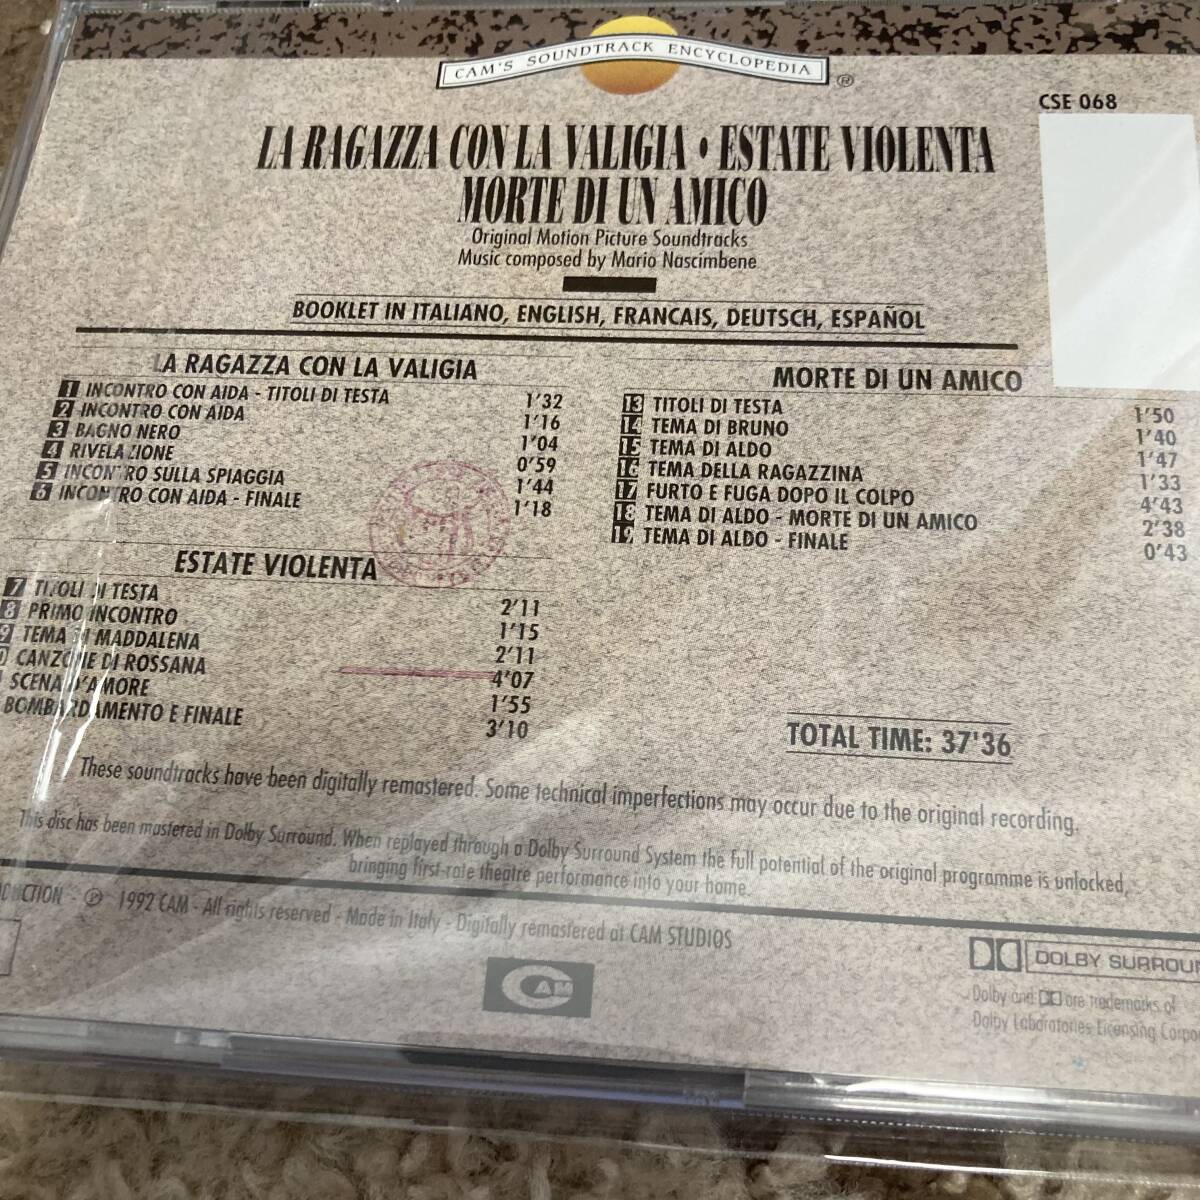 CAM'S SOUNDTRACK ENCYCLOPEDIA ®
CSE 068
LA RAGAZZA CON LA VALIGIA • ESTATE VIOLENTA
MORTE DI UN AMICO
Original Motion Picture Soundtracks
Music composed by Mario Nascimbene
BOOKLET IN ITALIANO, ENGLISH, FRANCAIS, DEUTSCH, ESPAÑOL
LA RAGAZZA CON LA VALIGIA
1 INCONTRO CON AIDA - TITOLI DI TESTA 1'32
2 INCONTRO CON AIDA 1'16
3 BAGNO NERO 1'04
4 RIVELAZIONE 0'59
5 INCONTRO SULLA SPIAGGIA 1'44
6 INCONTRO CON AIDA - FINALE 1'18
ESTATE VIOLENTA
7 TITOLI DI TESTA 2'11
8 PRIMO INCONTRO 1'15
9 TEMA DI MADDALENA 2'11
0 CANZONE DI ROSSANA 4'07
SCENA D'AMORE 1'55
BOMBARDAMENTO E FINALE 3'10
MORTE DI UN AMICO
13 TITOLI DI TESTA 1'50
14 TEMA DI BRUNO 1'40
15 TEMA DI ALDO 1'47
16 TEMA DELLA RAGAZZINA 1'33
17 FURTO E FUGA DOPO IL COLPO 4'43
18 TEMA DI ALDO - MORTE DI UN AMICO 2'38
19 TEMA DI ALDO - FINALE 0'43
TOTAL TIME: 37'36
These soundtracks have been digitally remastered. Some technical imperfections may occur due to the original recording.
This disc has been mastered in Dolby Surround. When replayed through a Dolby Surround System the full potential of the original programme is unlocked,
bringing first-rate theatre performance into your home.
UCTION - ℗ 1992 CAM - All rights reserved - Made in Italy - Digitally remastered at CAM STUDIOS
CAM
DOLBY SURROUN
Dolby and are trademarks of
Dolby Laboratories Licensing Corpo